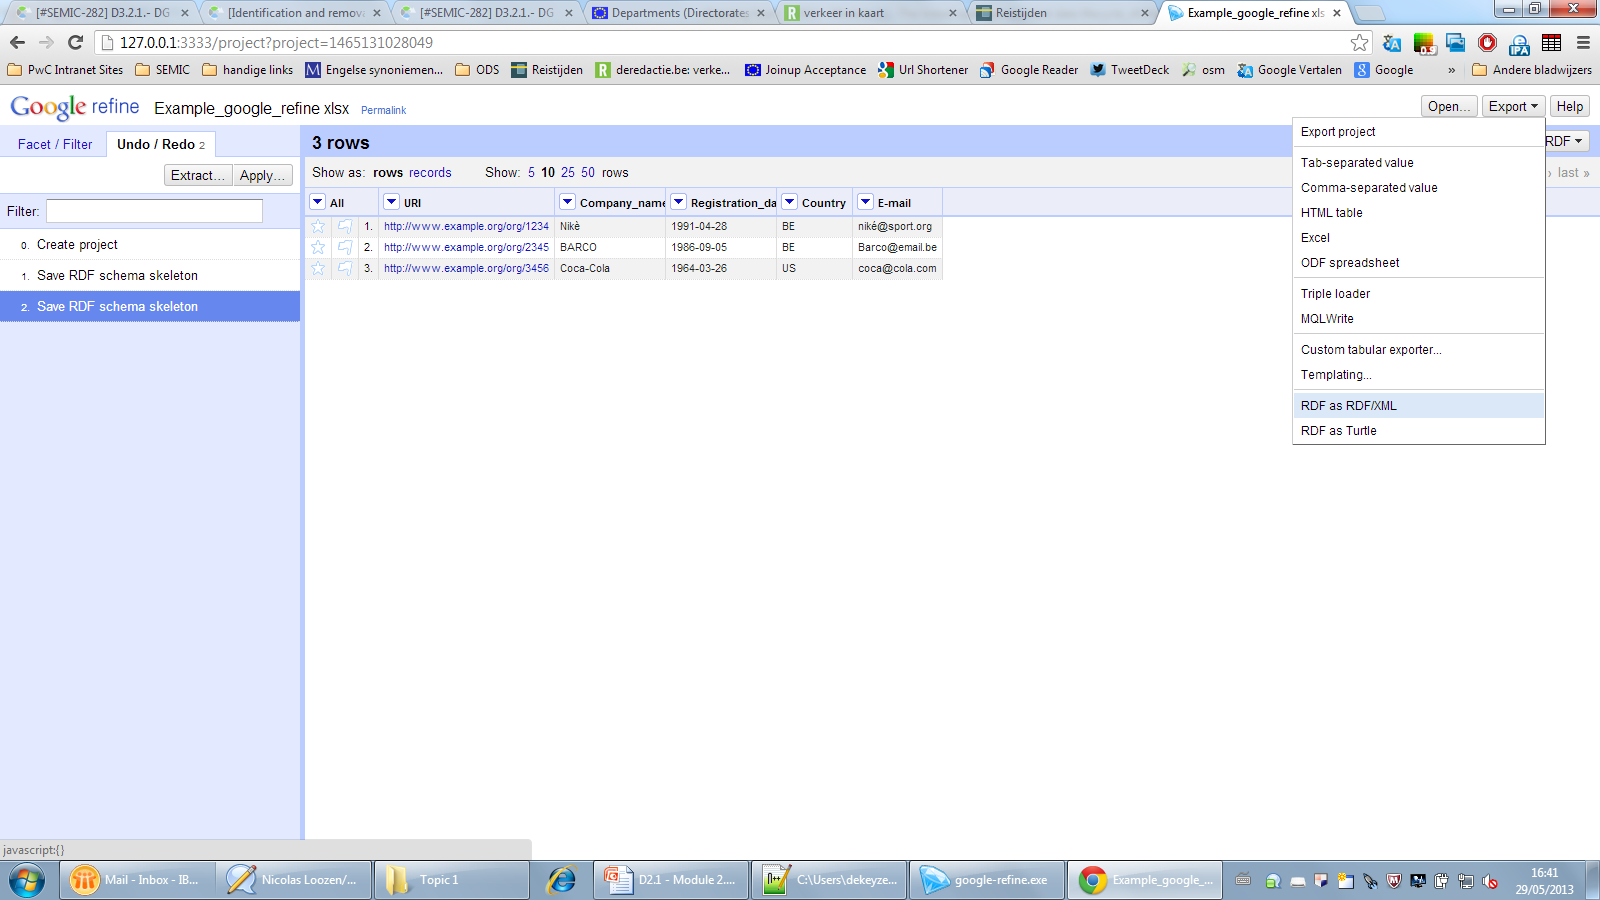 [#SEMIC-282] D3.2.1.- DG
[Identification and remova
[#SEMIC-282] D3.2.1.- DG
Departments (Directorates
verkeer in kaart
Reistijden
Example_google_refine xls
127.0.0.1:3333/project?project=1465131028049
0.9
IPA
PwC Intranet Sites
SEMIC
handige links
M Engelse synoniemen...
ODS
Reistijden
R deredactie.be: verke...
Joinup Acceptance
Url Shortener
Google Reader
TweetDeck
osm
Google Vertalen
Google
»
Andere bladwijzers
Google refine
Example_google_refine xlsx
Permalink
Open...
Export
Help
Facet / Filter
Undo / Redo 2
3 rows
RDF
Extract...
Apply...
Show as: rows records
Show: 5 10 25 50 rows
› last »
Filter:
All
URI
Company_name
Registration_da
Country
E-mail
1. http://www.example.org/org/1234 Nikè 1991-04-28 BE niké@sport.org
2. http://www.example.org/org/2345 BARCO 1986-09-05 BE Barco@email.be
3. http://www.example.org/org/3456 Coca-Cola 1964-03-26 US coca@cola.com
0. Create project
1. Save RDF schema skeleton
2. Save RDF schema skeleton
Export project
Tab-separated value
Comma-separated value
HTML table
Excel
ODF spreadsheet
Triple loader
MQLWrite
Custom tabular exporter...
Templating...
RDF as RDF/XML
RDF as Turtle
javascript:{}
Mail - Inbox - IB...
Nicolas Loozen/...
Topic 1
D2.1 - Module 2....
C:\Users\dekeyze...
google-refine.exe
Example_google_...
16:41
29/05/2013